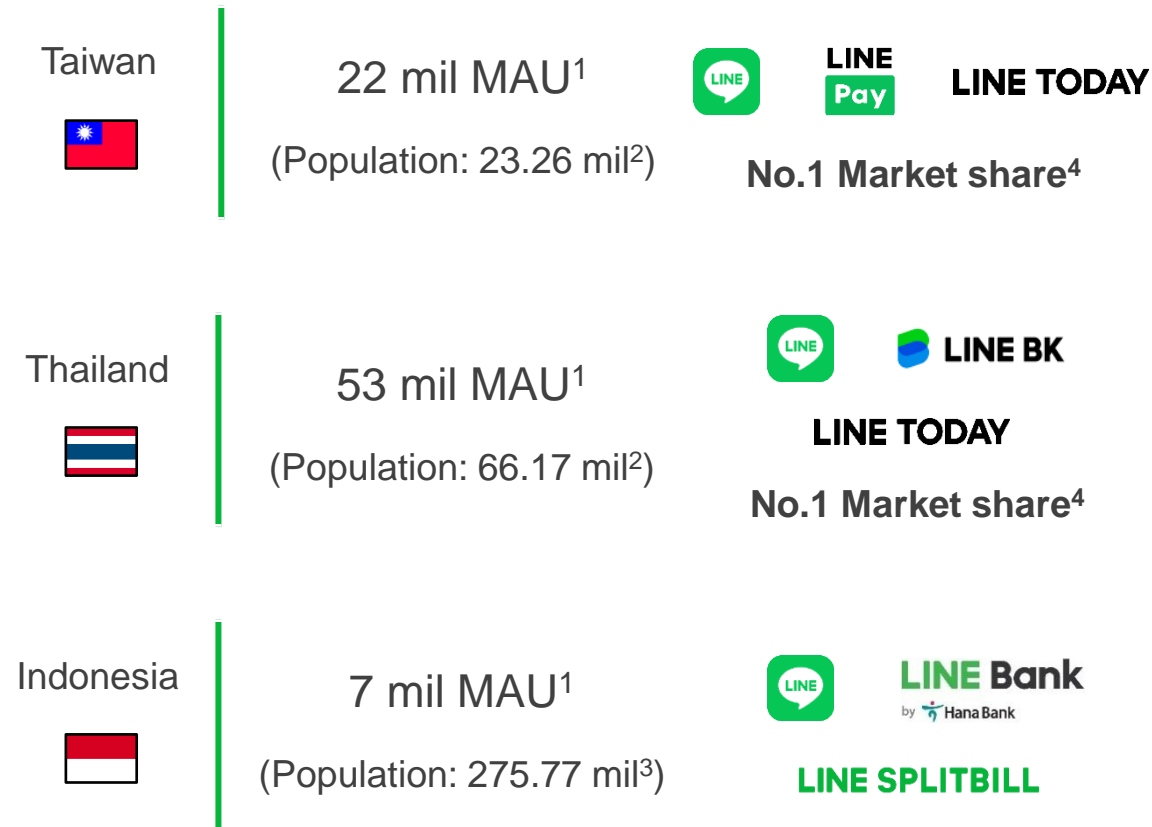 Taiwan
22 mil MAU¹
(Population: 23.26 mil²)
LINE
LINE
Pay
LINE TODAY
No.1 Market share⁴
Thailand
53 mil MAU¹
(Population: 66.17 mil²)
LINE
LINE BK
LINE TODAY
No.1 Market share⁴
Indonesia
7 mil MAU¹
(Population: 275.77 mil³)
LINE
LINE Bank
by Hana Bank
LINE SPLITBILL